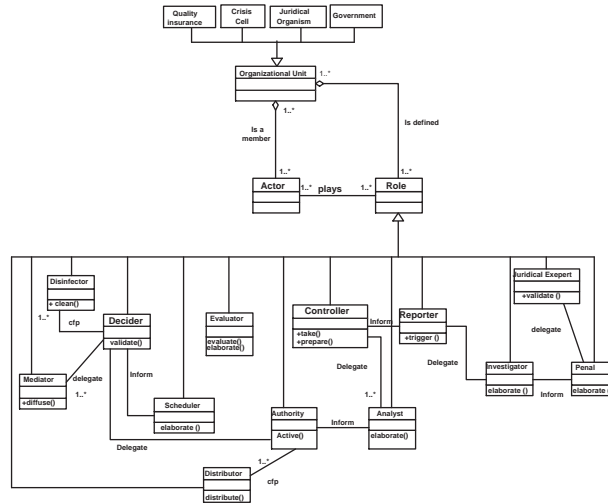 Quality
insurance
Crisis
Cell
Juridical
Organism
Government
Organizational Unit
1..*
1..*
Is a
member
Is defined
1..*
1..*
Actor
1..*
plays
1..*
Role
Disinfector
+ clean()
1..*
cfp
Decider
validate()
Evaluator
evaluate()
elaborate()
Controller
+take()
+prepare()
Inform
Reporter
+trigger ()
Juridical Exepert
+validate ()
delegate
Delegate
Delegate
Mediator
+diffuse()
delegate
1..*
Inform
Scheduler
elaborate ()
Investigator
elaborate ()
Inform
Penal
elaborate ()
Authority
Active()
Inform
1..*
Analyst
elaborate()
Delegate
1..*
cfp
Distributor
distribute()